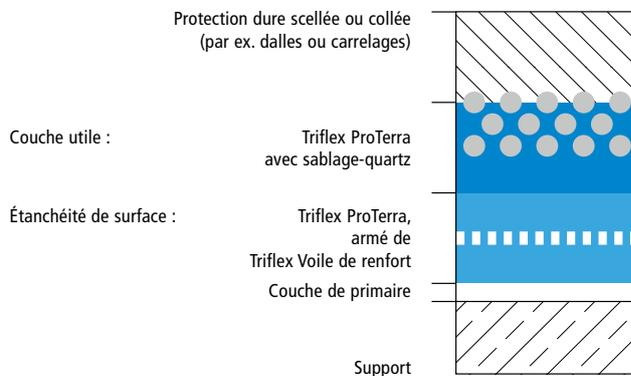 Protection dure scellée ou collée
(par ex. dalles ou carrelages)
Couche utile : Triflex ProTerra
avec sablage-quartz
Étanchéité de surface : Triflex ProTerra,
armé de
Triflex Voile de renfort
Couche de primaire
Support